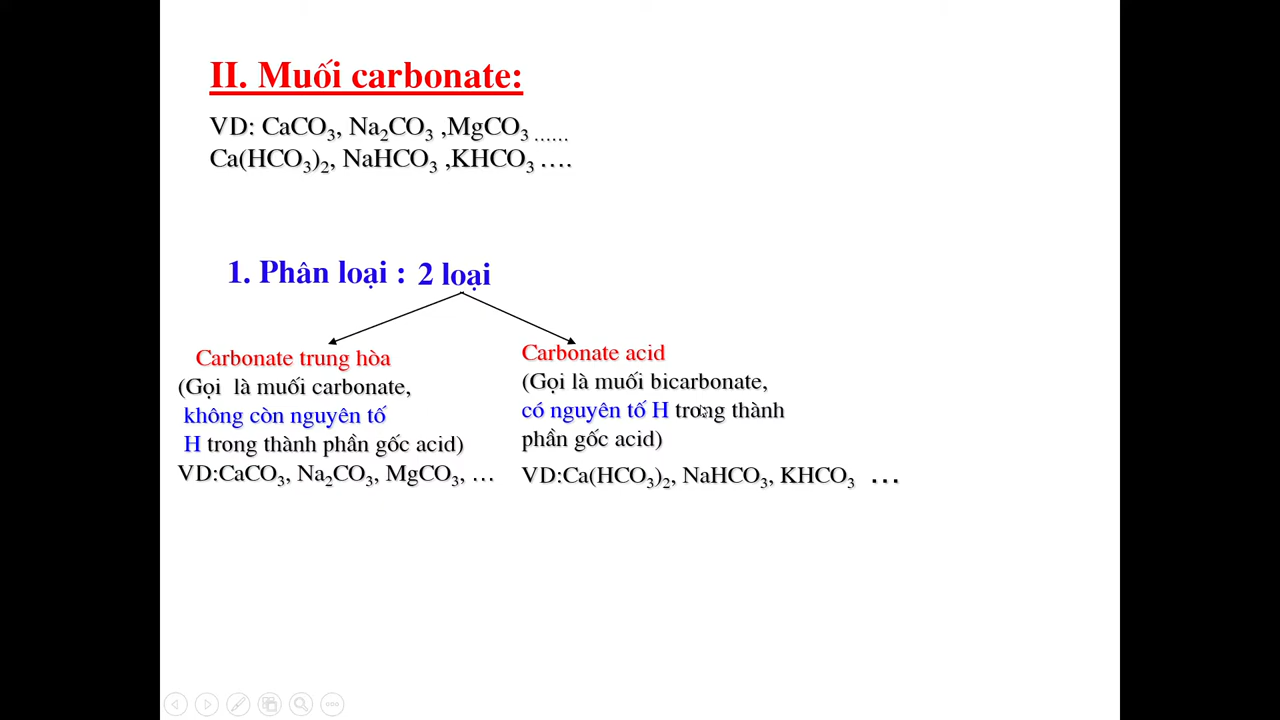 II. Muối carbonate:
VD: CaCO₃, Na₂CO₃ ,MgCO₃ ......
Ca(HCO₃)₂, NaHCO₃ ,KHCO₃ ....
1. Phân loại : 2 loại
Carbonate trung hòa
(Gọi là muối carbonate,
không còn nguyên tố
H trong thành phần gốc acid)
VD:CaCO₃, Na₂CO₃, MgCO₃, ...
Carbonate acid
(Gọi là muối bicarbonate,
có nguyên tố H trong thành
phần gốc acid)
VD:Ca(HCO₃)₂, NaHCO₃, KHCO₃ ...